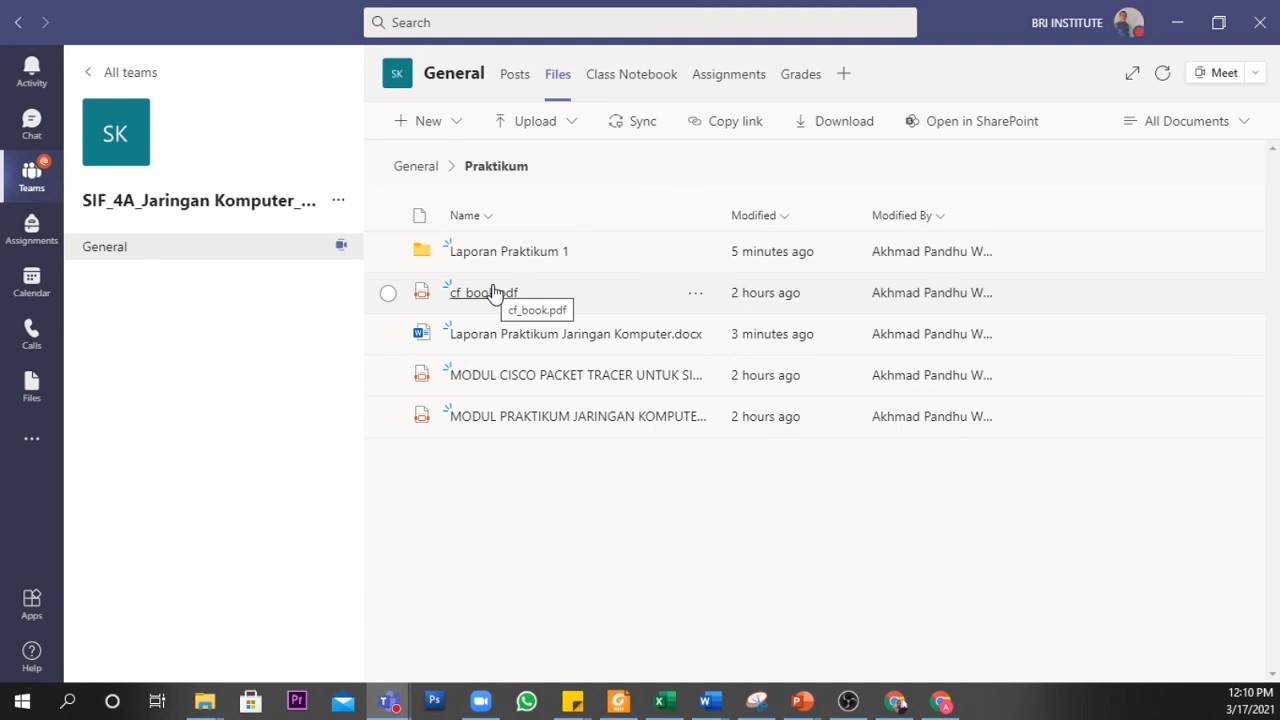 Search
BRI INSTITUTE
Activity
Chat
Teams
Assignments
Calendar
Calls
Files
Apps
Help
All teams
SK
SIF_4A_Jaringan Komputer_...
General
SK
General Posts Files Class Notebook Assignments Grades
Meet
New Upload Sync Copy link Download Open in SharePoint All Documents
General > Praktikum
Name Modified Modified By
Laporan Praktikum 1 5 minutes ago Akhmad Pandhu W...
cf_book.pdf 2 hours ago Akhmad Pandhu W...
cf_book.pdf
Laporan Praktikum Jaringan Komputer.docx 3 minutes ago Akhmad Pandhu W...
MODUL CISCO PACKET TRACER UNTUK SI... 2 hours ago Akhmad Pandhu W...
MODUL PRAKTIKUM JARINGAN KOMPUTE... 2 hours ago Akhmad Pandhu W...
12:10 PM
3/17/2021